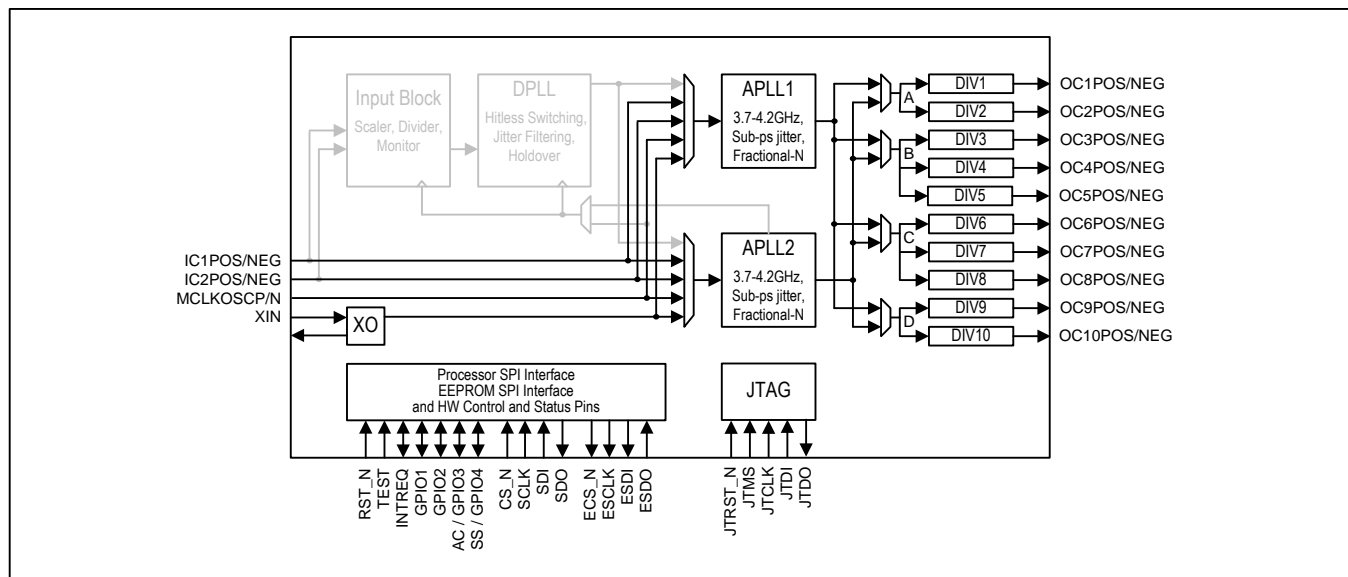 Input Block
Scaler, Divider,
Monitor
DPLL
Hitless Switching,
Jitter Filtering,
Holdover
APLL1
3.7-4.2GHz,
Sub-ps jitter,
Fractional-N
APLL2
3.7-4.2GHz,
Sub-ps jitter,
Fractional-N
A
B
C
D
DIV1
DIV2
DIV3
DIV4
DIV5
DIV6
DIV7
DIV8
DIV9
DIV10
OC1POS/NEG
OC2POS/NEG
OC3POS/NEG
OC4POS/NEG
OC5POS/NEG
OC6POS/NEG
OC7POS/NEG
OC8POS/NEG
OC9POS/NEG
OC10POS/NEG
IC1POS/NEG
IC2POS/NEG
MCLKOSCP/N
XIN
XO
Processor SPI Interface
EEPROM SPI Interface
and HW Control and Status Pins
JTAG
RST_N
TEST
INTREQ
GPIO1
GPIO2
AC / GPIO3
SS / GPIO4
CS_N
SCLK
SDI
SDO
ECS_N
ESCLK
ESDI
ESDO
JTRST_N
JTMS
JTCLK
JTDI
JTDO